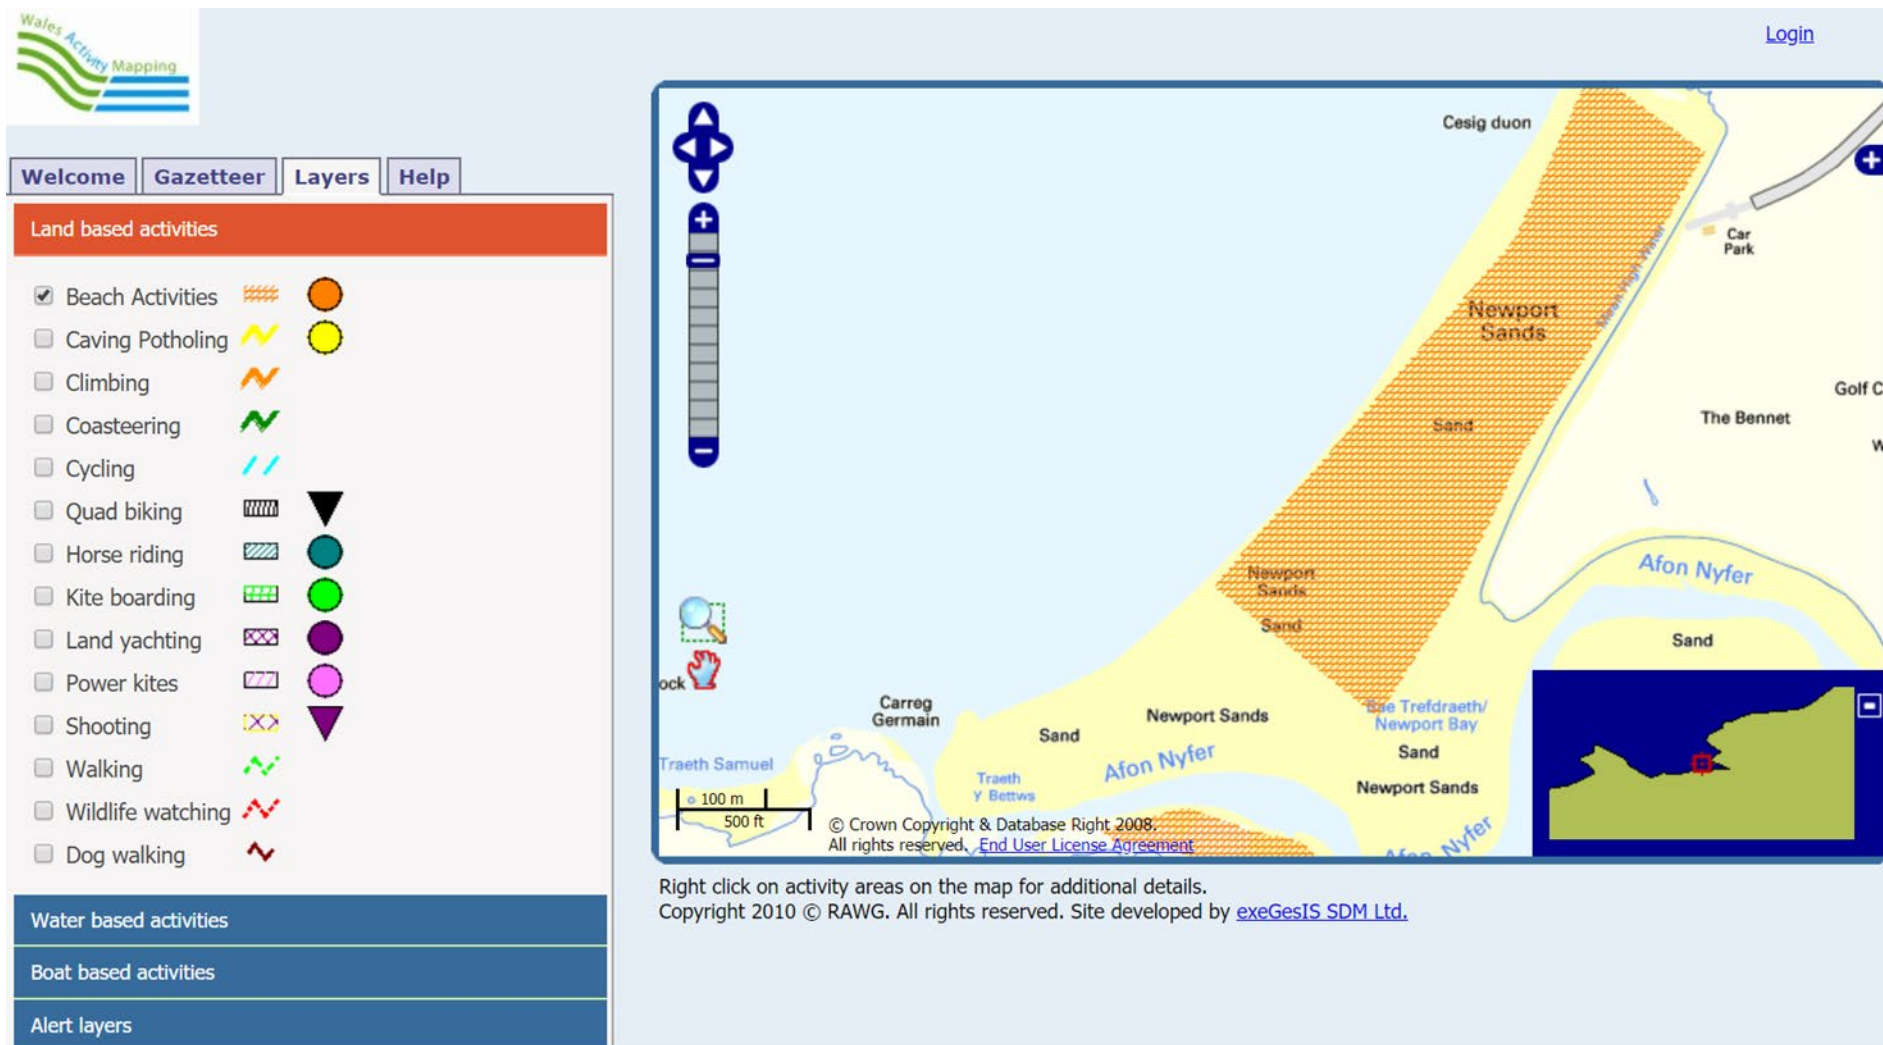 Wales Activity Mapping
Login
Welcome
Gazetteer
Layers
Help
Land based activities
Beach Activities
Caving Potholing
Climbing
Coasteering
Cycling
Quad biking
Horse riding
Kite boarding
Land yachting
Power kites
Shooting
Walking
Wildlife watching
Dog walking
Water based activities
Boat based activities
Alert layers
Cesig duon
Car
Park
Mean High Water
Newport
Sands
Golf C
Sand
The Bennet
W
Afon Nyfer
Newport
Sands
Sand
Sand
ock
Carreg
Germain
Newport Sands
Bae Trefdraeth/
Newport Bay
Sand
Sand
Traeth Samuel
Afon Nyfer
Traeth
y Bettws
Newport Sands
100 m
500 ft
Afon Nyfer
© Crown Copyright & Database Right 2008.
All rights reserved. End User License Agreement
Right click on activity areas on the map for additional details.
Copyright 2010 © RAWG. All rights reserved. Site developed by exeGesIS SDM Ltd.